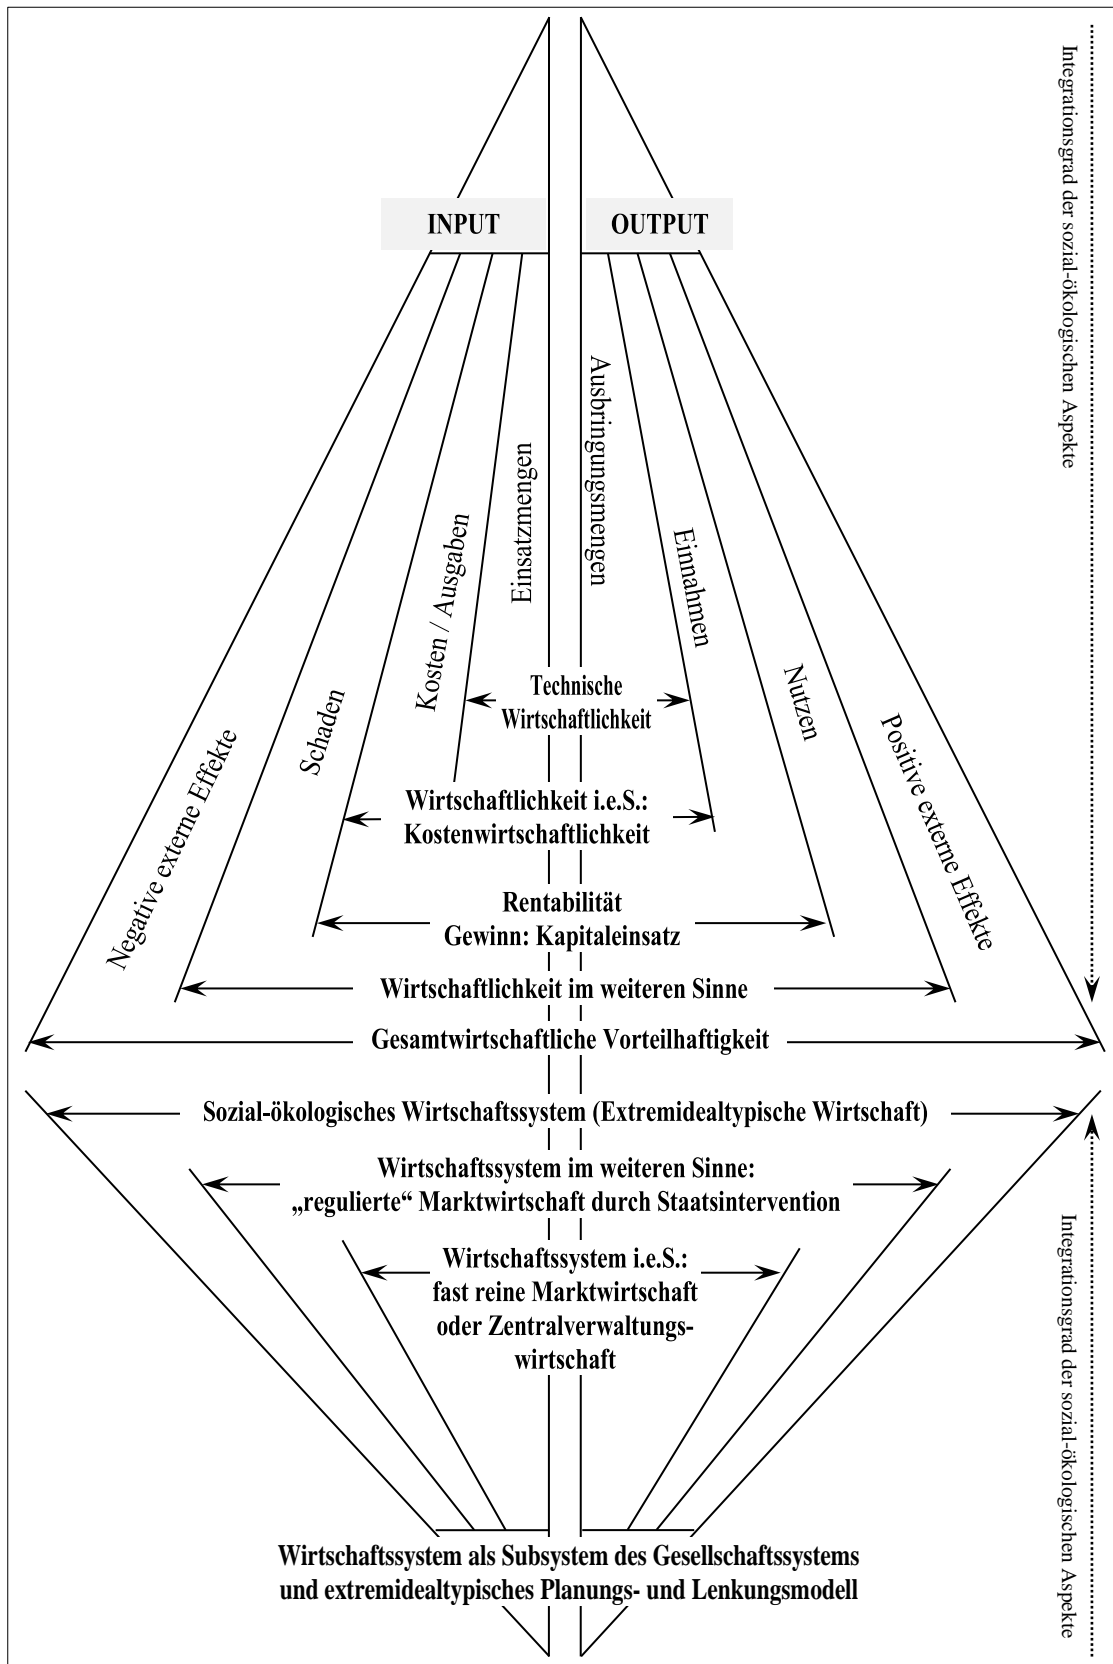 Integrationsgrad der sozial-ökologischen Aspekte
INPUT
OUTPUT
Negative externe Effekte
Schaden
Kosten / Ausgaben
Einsatzmengen
Ausbringungsmengen
Einnahmen
Nutzen
Positive externe Effekte
Technische
Wirtschaftlichkeit
Wirtschaftlichkeit i.e.S.:
Kostenwirtschaftlichkeit
Rentabilität
Gewinn: Kapitaleinsatz
Wirtschaftlichkeit im weiteren Sinne
Gesamtwirtschaftliche Vorteilhaftigkeit
Sozial-ökologisches Wirtschaftssystem (Extremidealtypische Wirtschaft)
Wirtschaftssystem im weiteren Sinne:
„regulierte“ Marktwirtschaft durch Staatsintervention
Wirtschaftssystem i.e.S.:
fast reine Marktwirtschaft
oder Zentralverwaltungs-
wirtschaft
Integrationsgrad der sozial-ökologischen Aspekte
Wirtschaftssystem als Subsystem des Gesellschaftssystems
und extremidealtypisches Planungs- und Lenkungsmodell